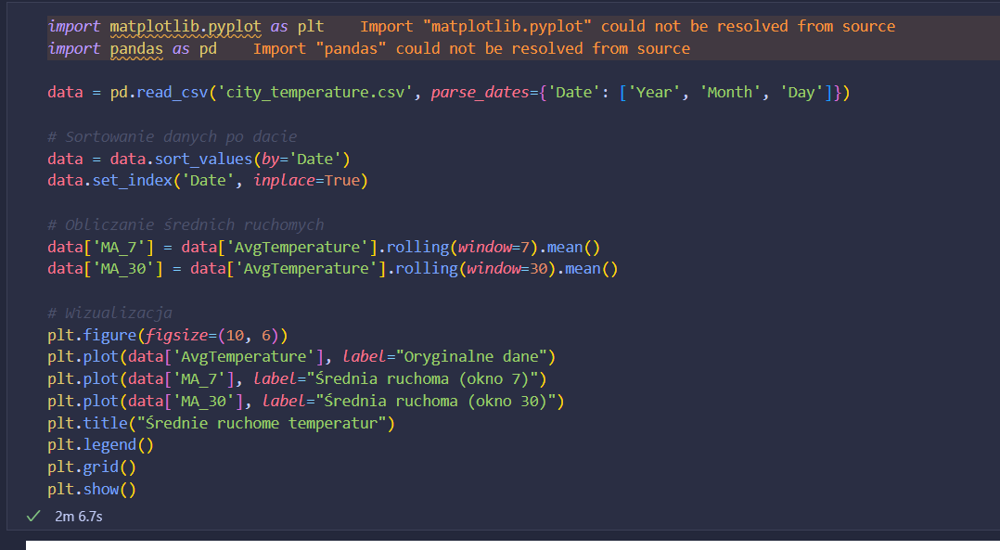 import matplotlib.pyplot as plt    Import "matplotlib.pyplot" could not be resolved from source
import pandas as pd    Import "pandas" could not be resolved from source
data = pd.read_csv('city_temperature.csv', parse_dates={'Date': ['Year', 'Month', 'Day']})
# Sortowanie danych po dacie
data = data.sort_values(by='Date')
data.set_index('Date', inplace=True)
# Obliczanie średnich ruchomych
data['MA_7'] = data['AvgTemperature'].rolling(window=7).mean()
data['MA_30'] = data['AvgTemperature'].rolling(window=30).mean()
# Wizualizacja
plt.figure(figsize=(10, 6))
plt.plot(data['AvgTemperature'], label="Oryginalne dane")
plt.plot(data['MA_7'], label="Średnia ruchoma (okno 7)")
plt.plot(data['MA_30'], label="Średnia ruchoma (okno 30)")
plt.title("Średnie ruchome temperatur")
plt.legend()
plt.grid()
plt.show()
2m 6.7s